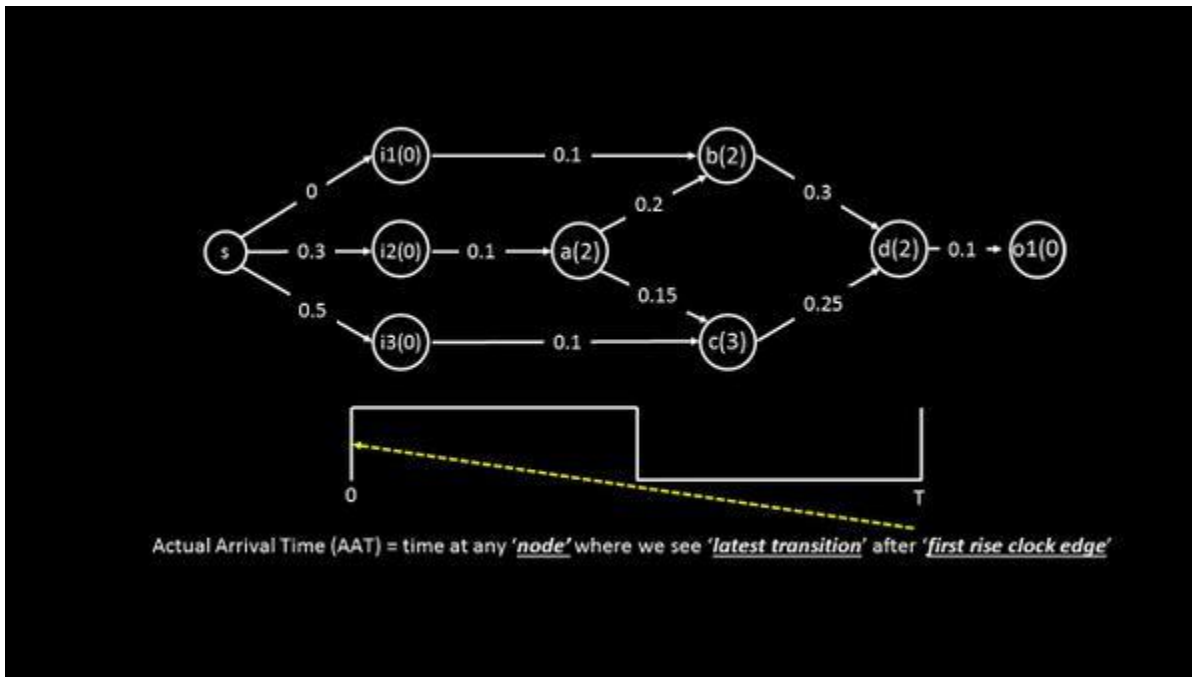 i1(0)
0.1
b(2)
0
0.2
0.3
s
0.3
i2(0)
0.1
a(2)
d(2)
0.1
o1(0
0.5
0.15
0.25
i3(0)
0.1
c(3)
0
T
Actual Arrival Time (AAT) = time at any 'node' where we see 'latest transition' after 'first rise clock edge'